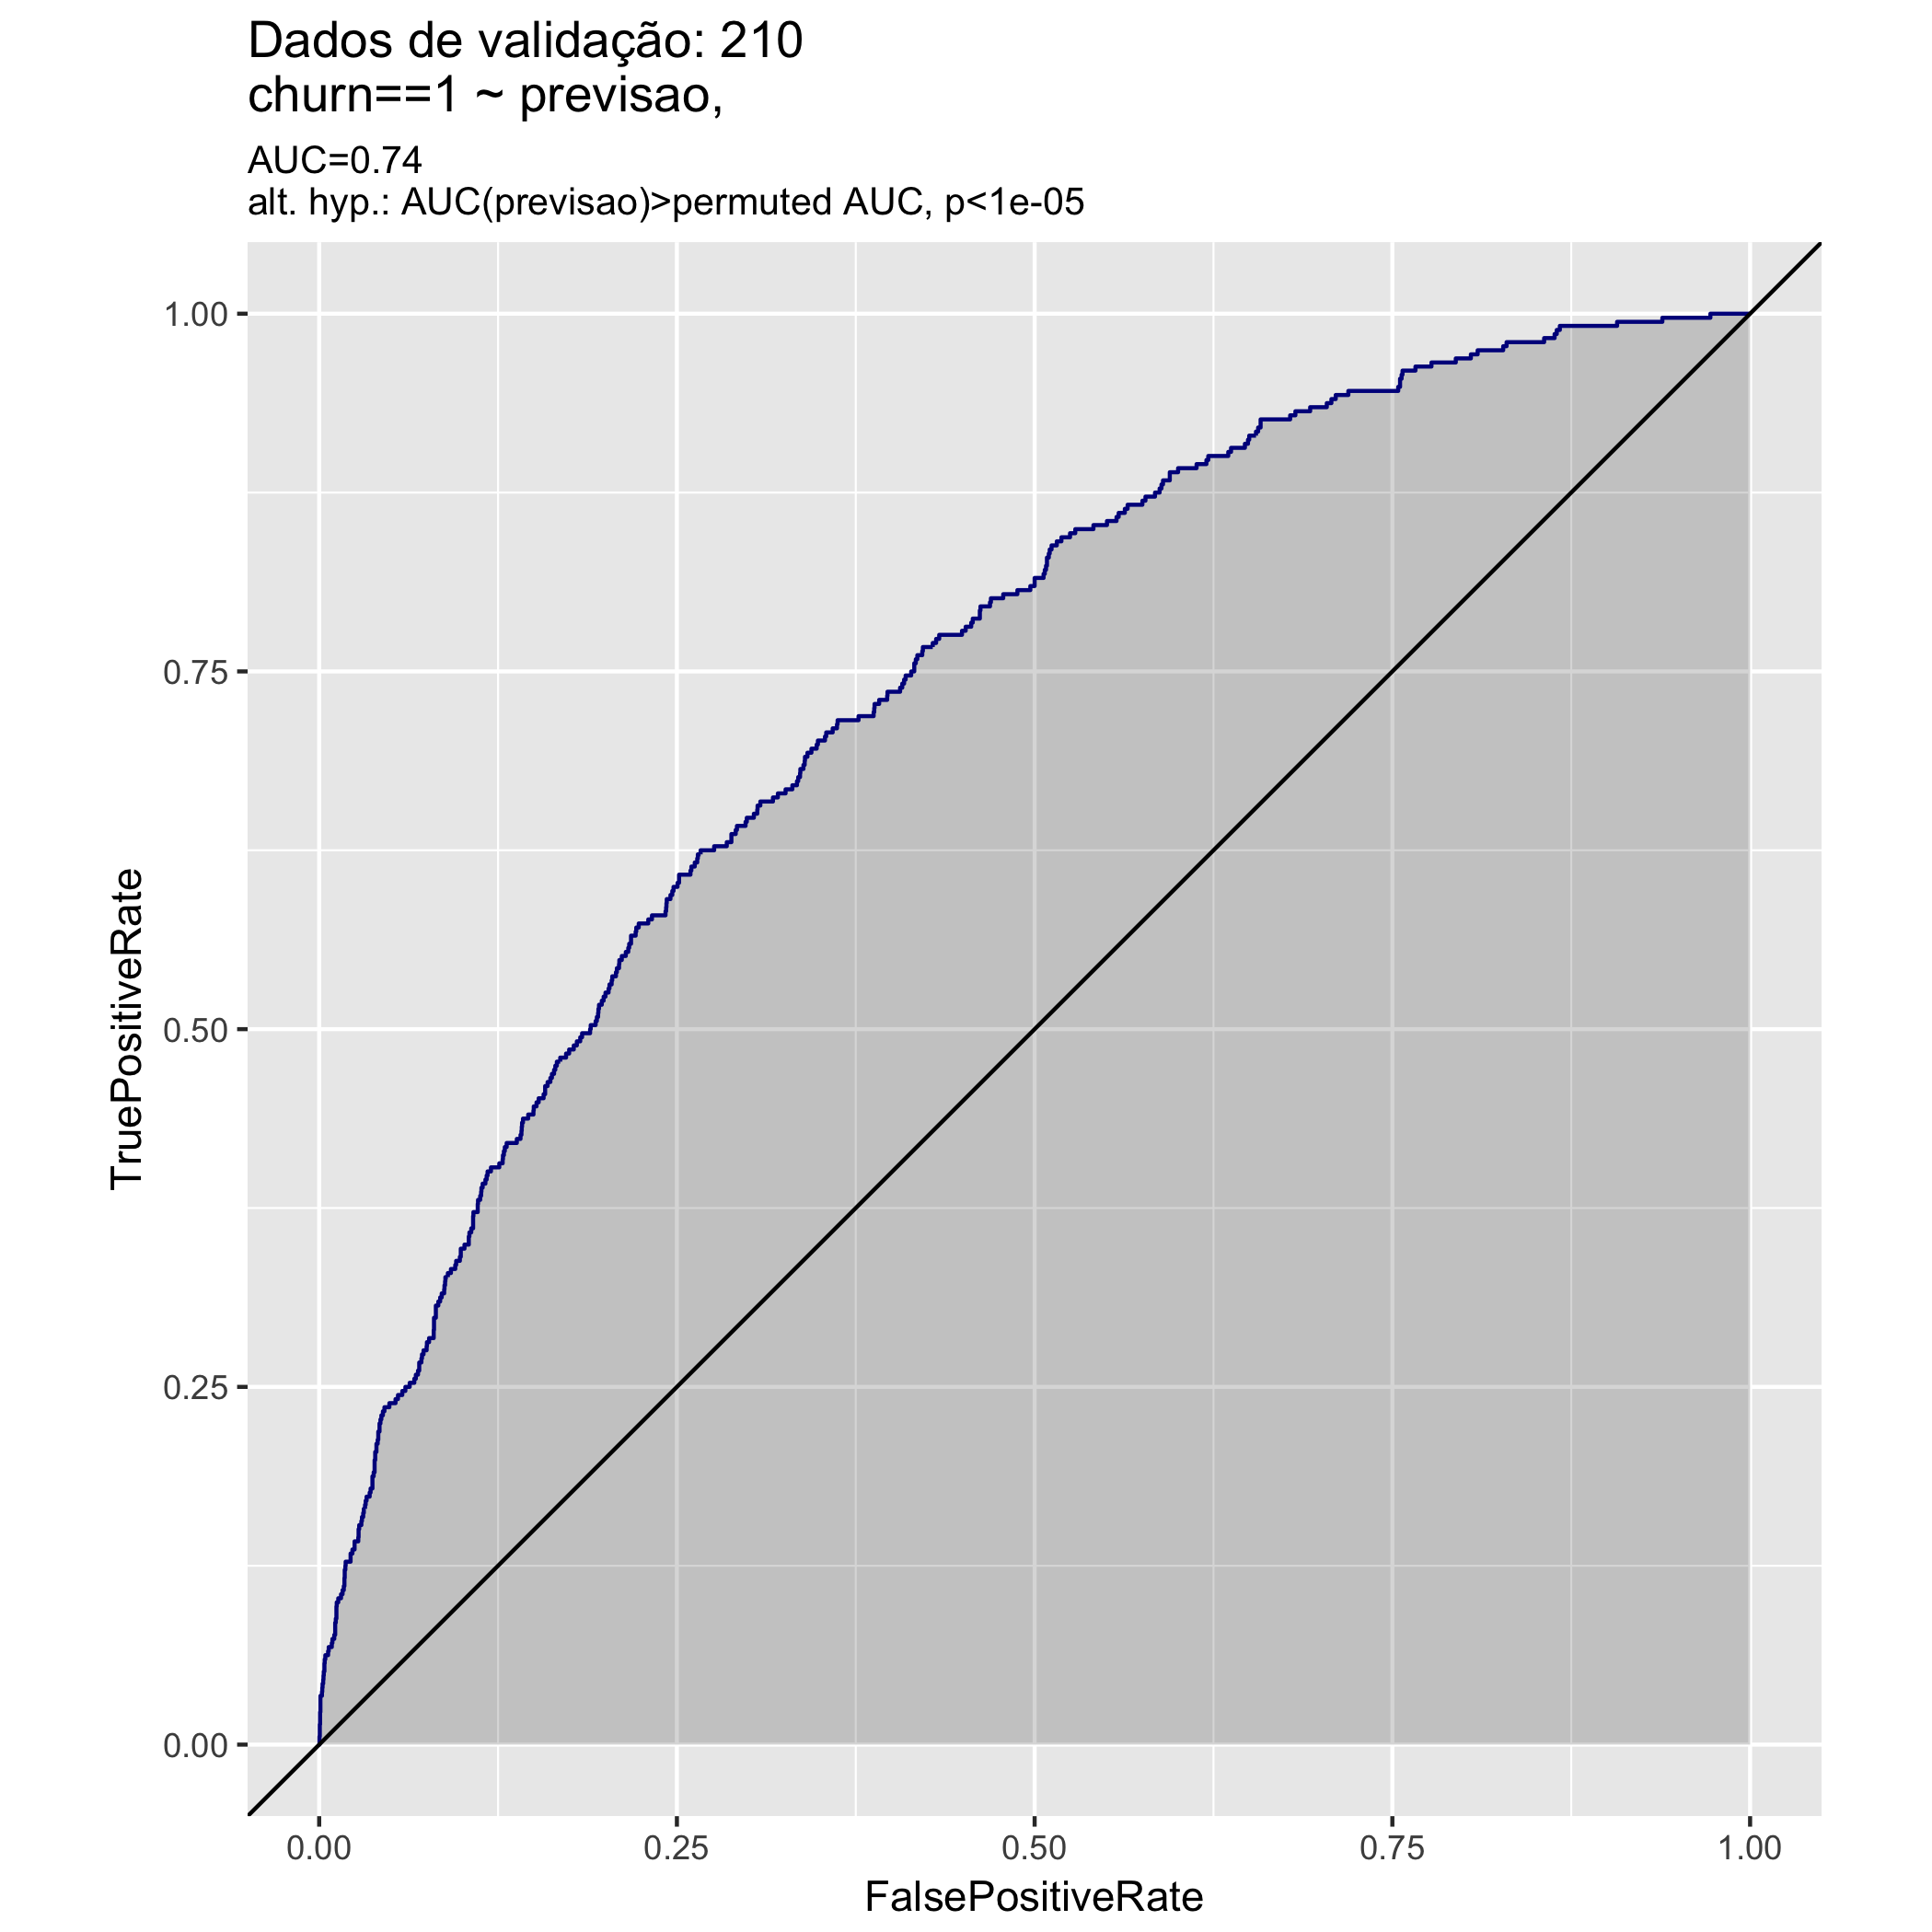 Dados de validação: 210
churn==1 ~ previsao,
AUC=0.74
alt. hyp.: AUC(previsao)>permuted AUC, p<1e-05
1.00
0.75
0.50
0.25
0.00
TruePositiveRate
0.00 0.25 0.50 0.75 1.00
FalsePositiveRate